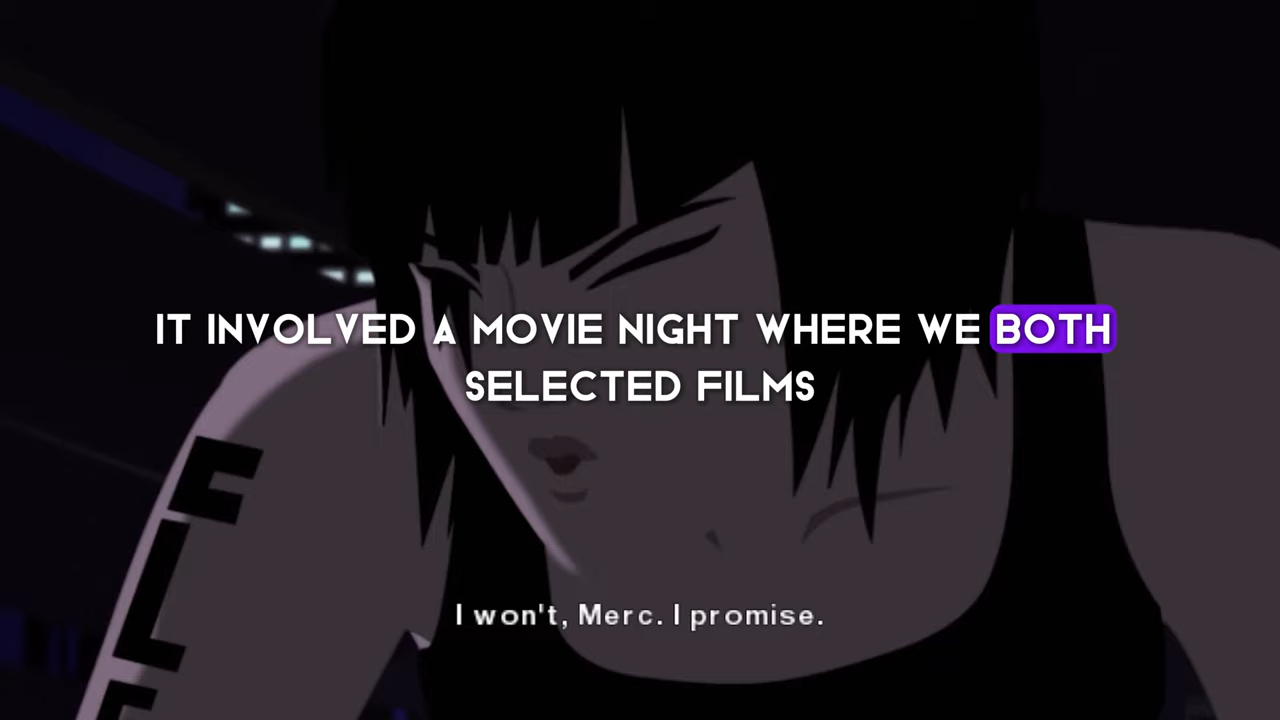 IT INVOLVED A MOVIE NIGHT WHERE WE BOTH
SELECTED FILMS
I won't, Merc. I promise.